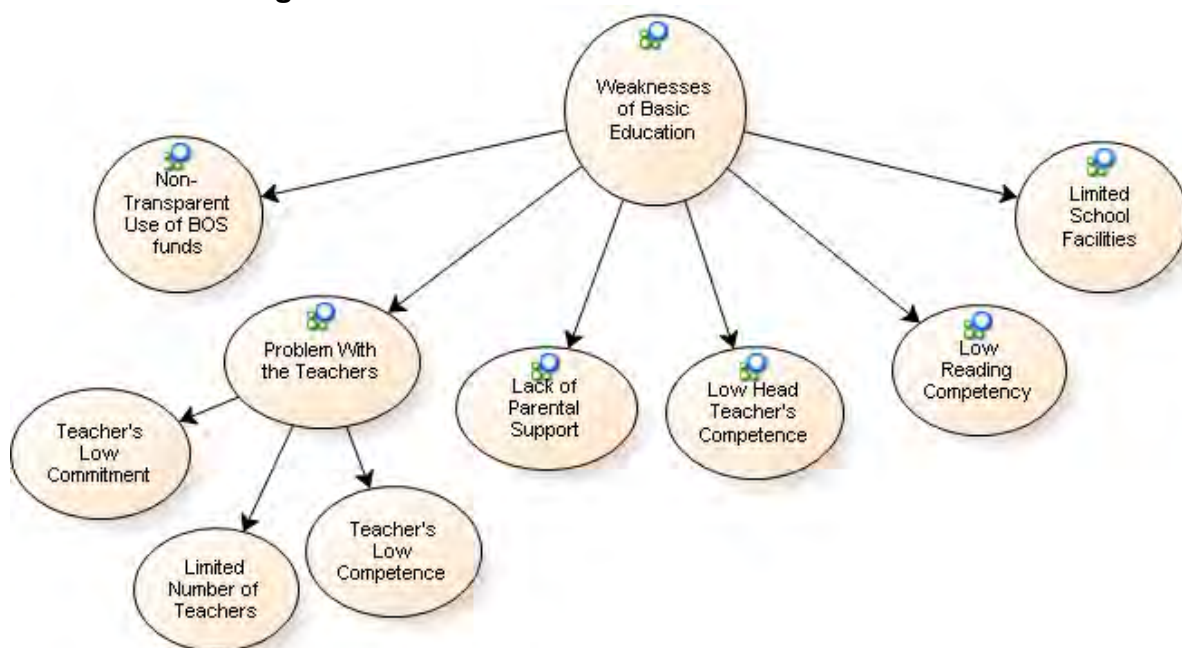 Weaknesses
of Basic
Education
Non-
Transparent
Use of BOS
funds
Limited
School
Facilities
Problem With
the Teachers
Lack of
Parental
Support
Low Head
Teacher's
Competence
Low
Reading
Competency
Teacher's
Low
Commitment
Limited
Number of
Teachers
Teacher's
Low
Competence